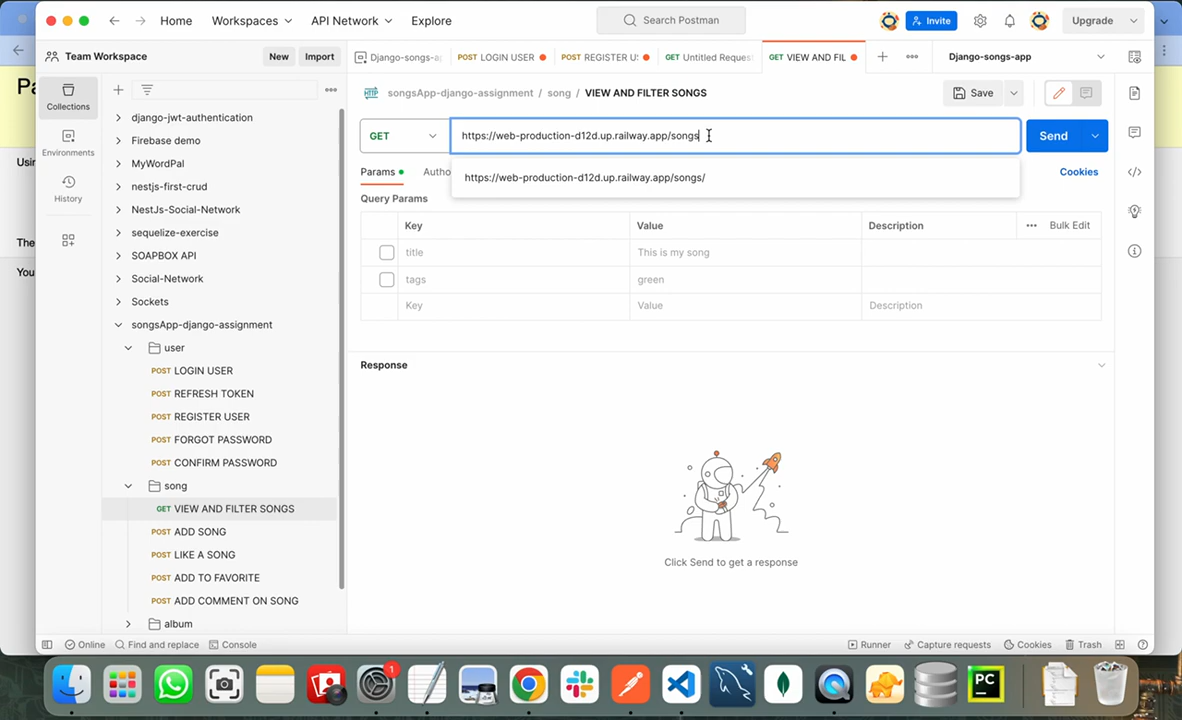 Home
Workspaces
API Network
Explore
Search Postman
Invite
Upgrade
Team Workspace
New
Import
Django-songs-a
POST LOGIN USER
POST REGISTER U
GET Untitled Reques
GET VIEW AND FIL
Django-songs-app
Pa
Collections
Environments
History
Usin
The
You
django-jwt-authentication
Firebase demo
MyWordPal
nestjs-first-crud
NestJs-Social-Network
sequelize-exercise
SOAPBOX API
Social-Network
Sockets
songsApp-django-assignment
user
POST LOGIN USER
POST REFRESH TOKEN
POST REGISTER USER
POST FORGOT PASSWORD
POST CONFIRM PASSWORD
song
GET VIEW AND FILTER SONGS
POST ADD SONG
POST LIKE A SONG
POST ADD TO FAVORITE
POST ADD COMMENT ON SONG
album
HTTP songsApp-django-assignment / song / VIEW AND FILTER SONGS
Save
GET
https://web-production-d12d.up.railway.app/songs
Send
https://web-production-d12d.up.railway.app/songs/
Params
Autho
Cookies
Query Params
Key Value Description
Bulk Edit
title This is my song
tags green
Key Value Description
Response
Click Send to get a response
Online
Find and replace
Console
Runner
Capture requests
Cookies
Trash
1
PC